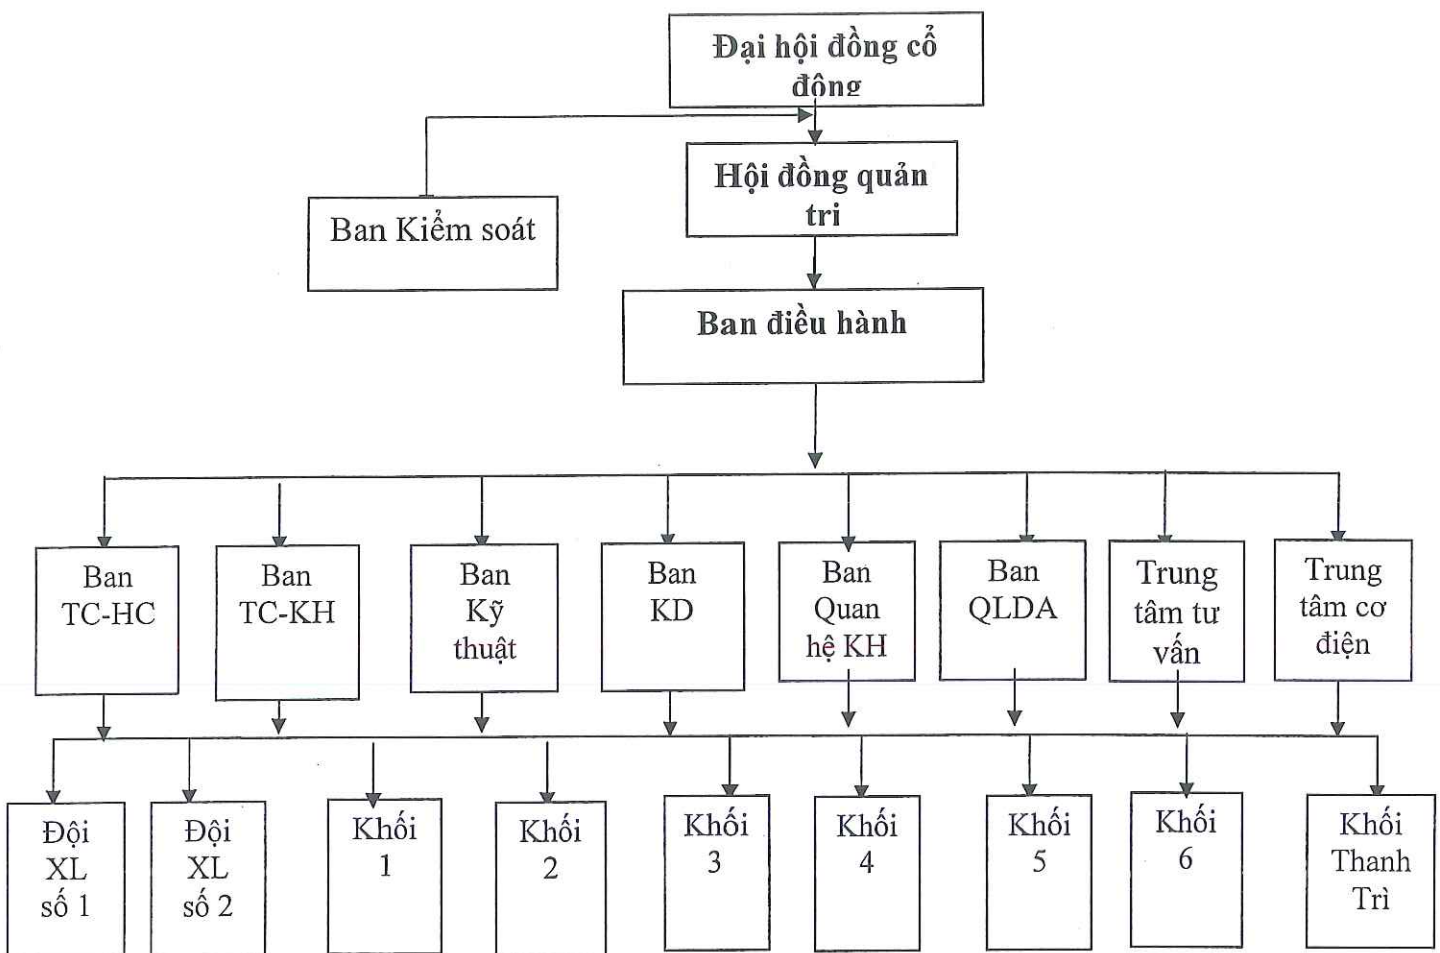 Đại hội đồng cổ
đông
Hội đồng quản
tri
Ban Kiểm soát
Ban điều hành
Ban
TC-HC
Ban
TC-KH
Ban
Kỹ
thuật
Ban
KD
Ban
Quan
hệ KH
Ban
QLDA
Trung
tâm tư
vấn
Trung
tâm cơ
điện
Đội
XL
số 1
Đội
XL
số 2
Khối
1
Khối
2
Khối
3
Khối
4
Khối
5
Khối
6
Khối
Thanh
Trì